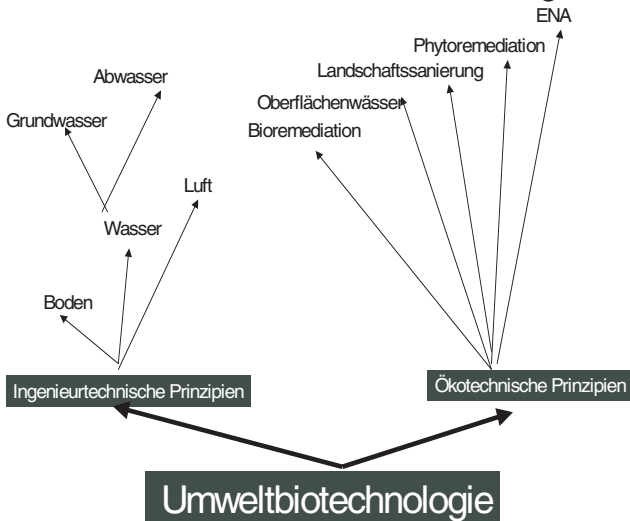 ENA
Phytoremediation
Abwasser
Landschaftssanierung
Oberflächenwässer
Grundwasser
Bioremediation
Luft
Wasser
Boden
Ingenieurtechnische Prinzipien
Ökotechnische Prinzipien
Umweltbiotechnologie